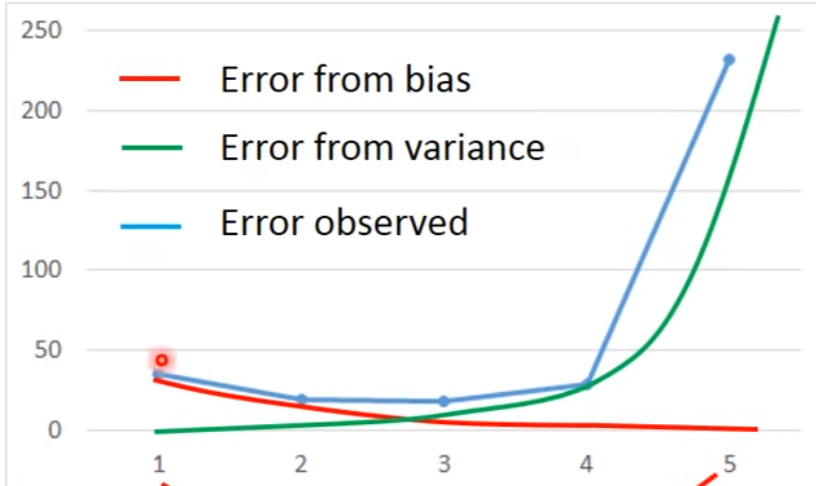 250
Error from bias
200
Error from variance
150
Error observed
100
50
0
1 2 3 4 5